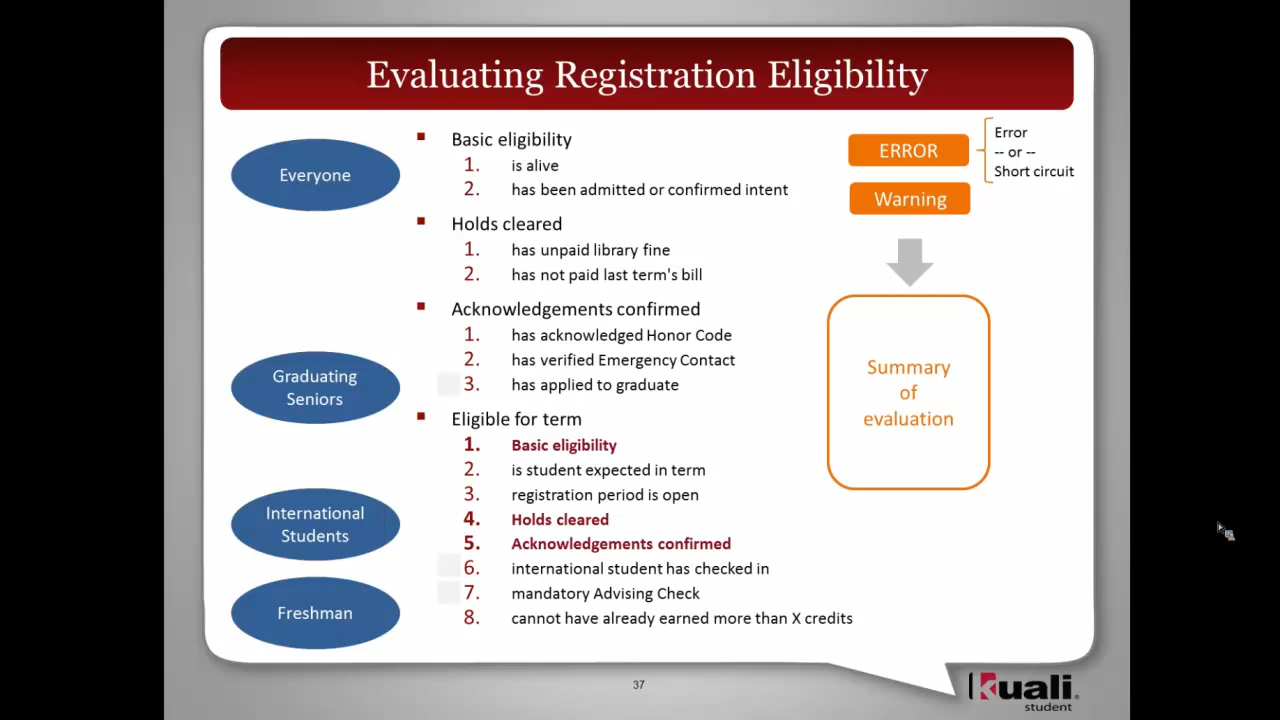 Evaluating Registration Eligibility
Everyone
▪ Basic eligibility
1. is alive
2. has been admitted or confirmed intent
▪ Holds cleared
1. has unpaid library fine
2. has not paid last term's bill
▪ Acknowledgements confirmed
1. has acknowledged Honor Code
2. has verified Emergency Contact
3. has applied to graduate
Graduating
Seniors
▪ Eligible for term
1. Basic eligibility
2. is student expected in term
3. registration period is open
4. Holds cleared
5. Acknowledgements confirmed
6. international student has checked in
7. mandatory Advising Check
8. cannot have already earned more than X credits
International
Students
Freshman
ERROR
Error
-- or --
Short circuit
Warning
Summary
of
evaluation
37
Kuali
student